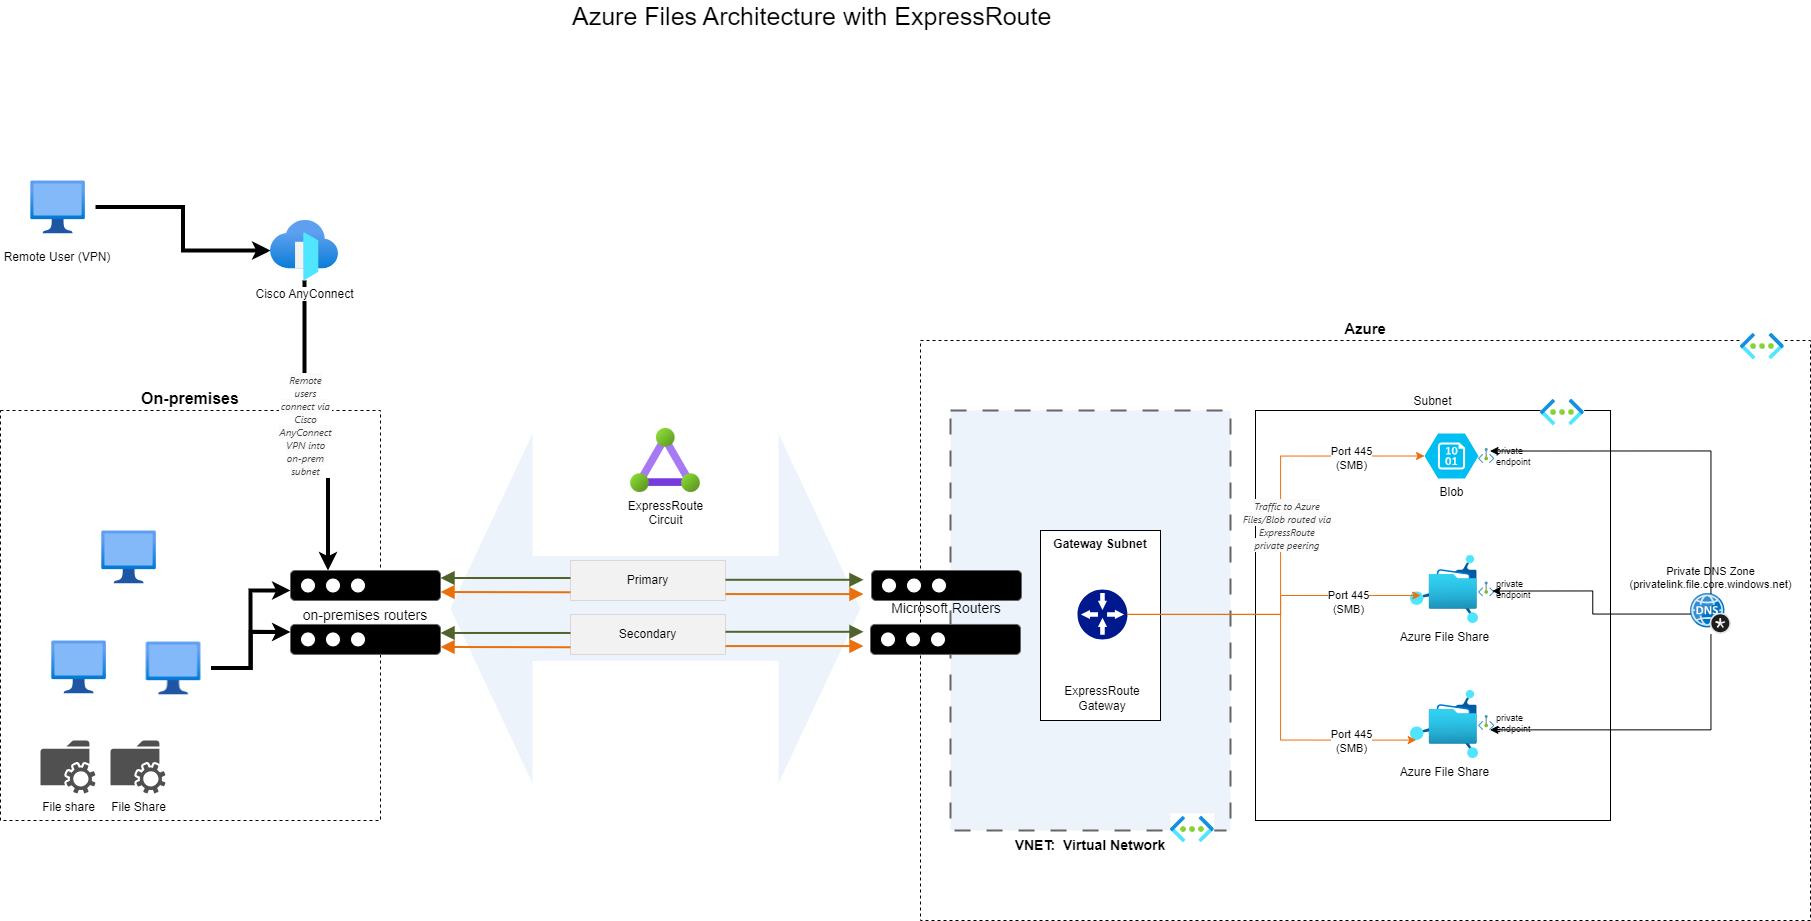 Azure Files Architecture with ExpressRoute
Remote User (VPN)
Cisco AnyConnect
Remote
users
connect via
Cisco
AnyConnect
VPN into
on-prem
subnet
On-premises
on-premises routers
File share
File Share
ExpressRoute
Circuit
Primary
Secondary
Azure
Microsoft Routers
Gateway Subnet
ExpressRoute
Gateway
VNET:  Virtual Network
Subnet
Traffic to Azure
Files/Blob routed via
ExpressRoute
private peering
Port 445
(SMB)
10
01
private
endpoint
Blob
Port 445
(SMB)
private
endpoint
Azure File Share
Port 445
(SMB)
private
endpoint
Azure File Share
Private DNS Zone
(privatelink.file.core.windows.net)
DNS
*